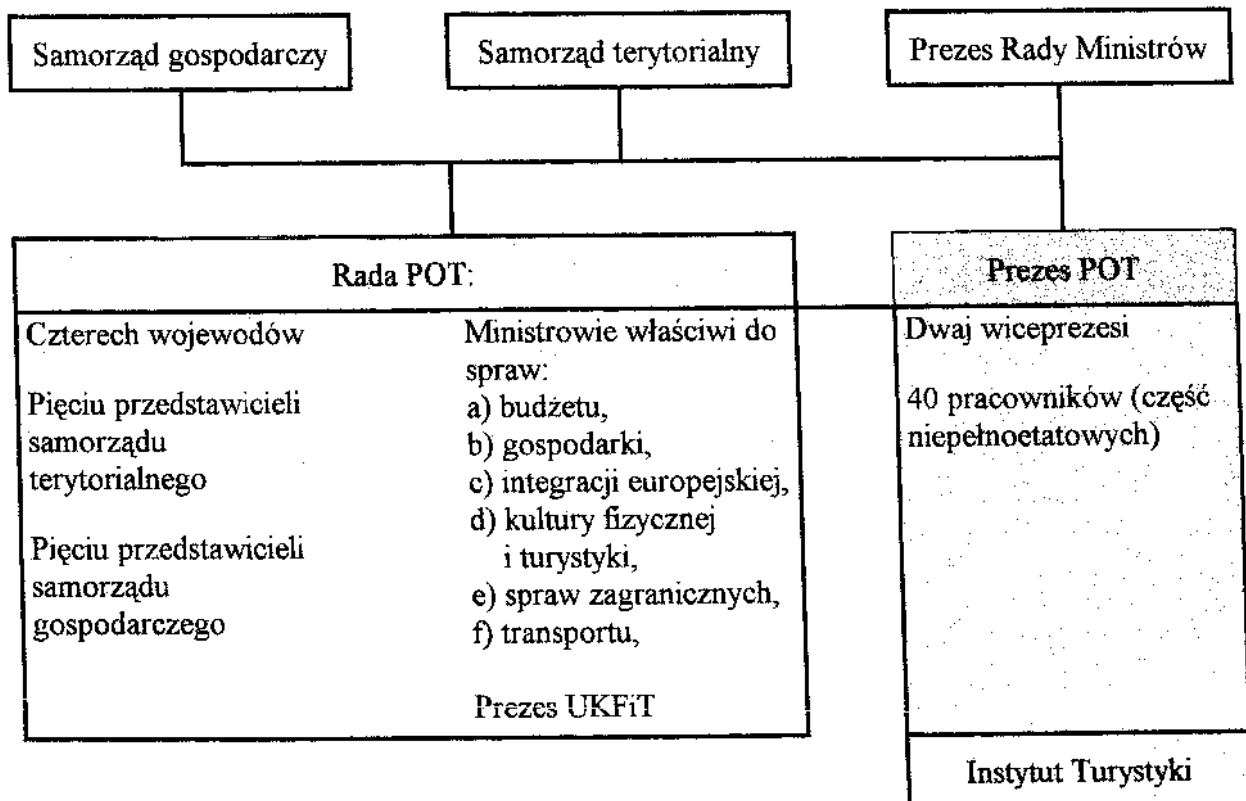 Samorząd gospodarczy
Samorząd terytorialny
Prezes Rady Ministrów
Rada POT:
Czterech wojewodów
Pięciu przedstawicieli
samorządu
terytorialnego
Pięciu przedstawicieli
samorządu
gospodarczego
Ministrowie właściwi do
spraw:
a) budżetu,
b) gospodarki,
c) integracji europejskiej,
d) kultury fizycznej
i turystyki,
e) spraw zagranicznych,
f) transportu,
Prezes UKFiT
Prezes POT
Dwaj wiceprezesi
40 pracowników (część
niepełnoetatowych)
Instytut Turystyki